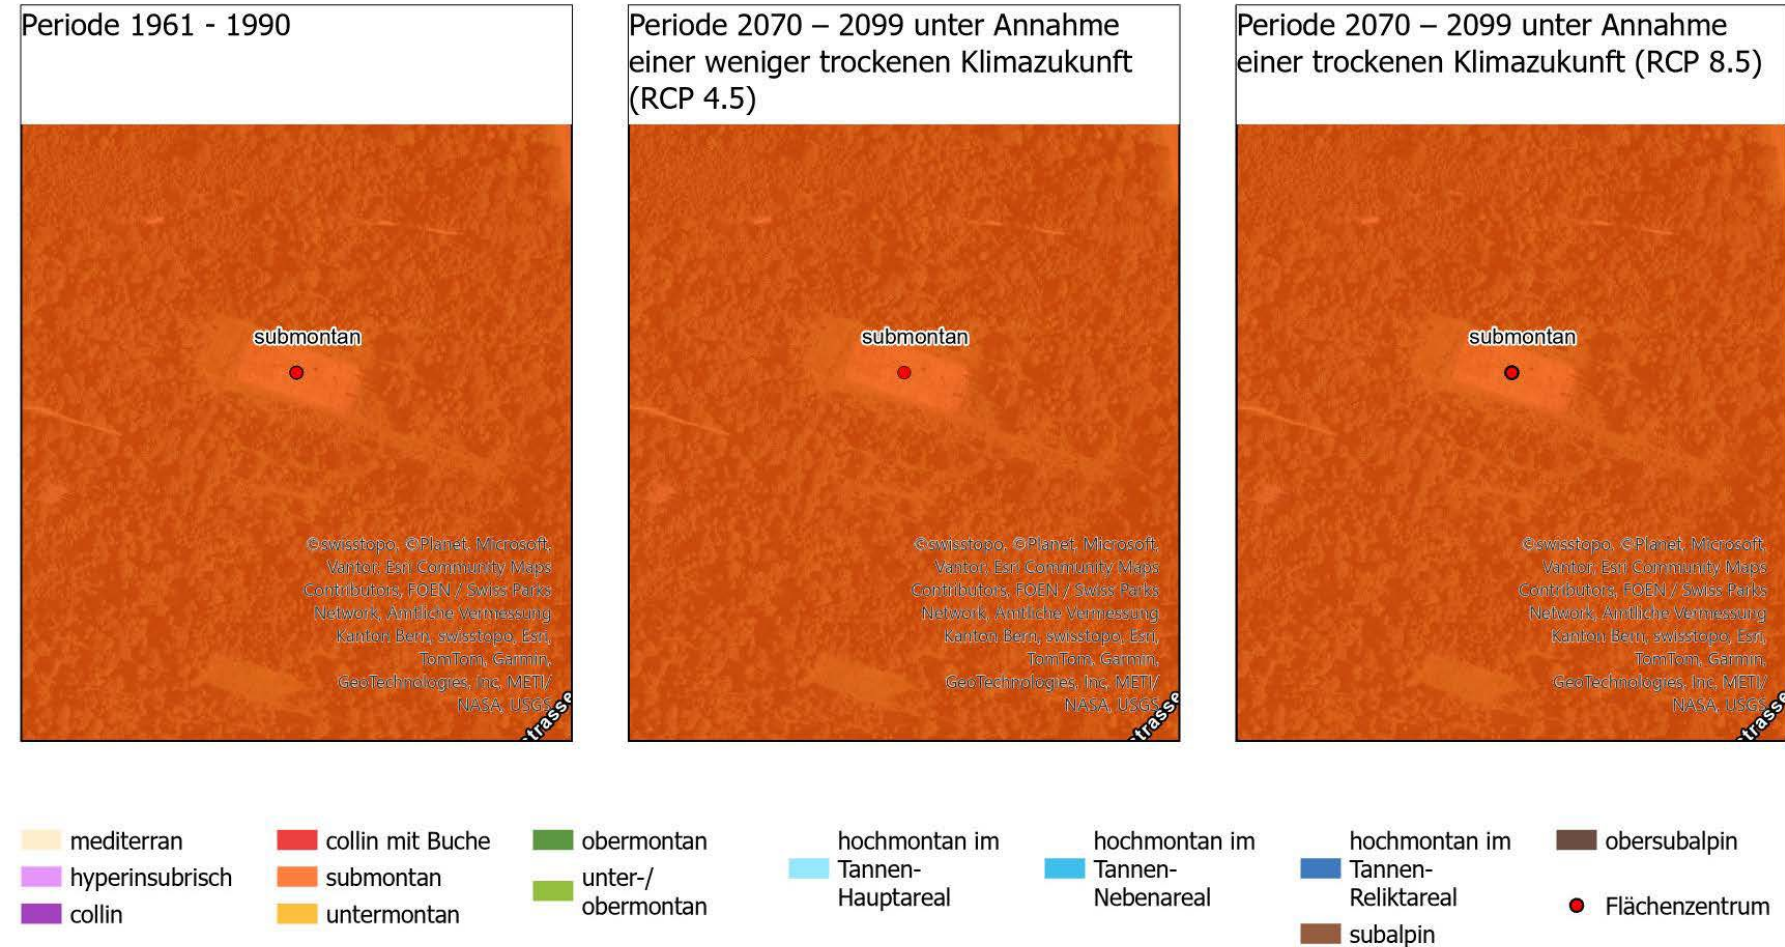 Periode 1961 - 1990
Periode 2070 – 2099 unter Annahme
einer weniger trockenen Klimazukunft
(RCP 4.5)
Periode 2070 – 2099 unter Annahme
einer trockenen Klimazukunft (RCP 8.5)
submontan
©swisstopo, ©Planet, Microsoft,
Vantor, Esri Community Maps
Contributors, FOEN / Swiss Parks
Network, Amtliche Vermessung
Kanton Bern, swisstopo, Esri,
TomTom, Garmin,
GeoTechnologies, Inc, METI/
NASA, USGS
strasse
submontan
©swisstopo, ©Planet, Microsoft,
Vantor, Esri Community Maps
Contributors, FOEN / Swiss Parks
Network, Amtliche Vermessung
Kanton Bern, swisstopo, Esri,
TomTom, Garmin,
GeoTechnologies, Inc, METI/
NASA, USGS
strasse
submontan
©swisstopo, ©Planet, Microsoft,
Vantor, Esri Community Maps
Contributors, FOEN / Swiss Parks
Network, Amtliche Vermessung
Kanton Bern, swisstopo, Esri,
TomTom, Garmin,
GeoTechnologies, Inc, METI/
NASA, USGS
strasse
mediterran
hyperinsubrisch
collin
collin mit Buche
submontan
untermontan
obermontan
unter-/
obermontan
hochmontan im
Tannen-
Hauptareal
hochmontan im
Tannen-
Nebenareal
hochmontan im
Tannen-
Reliktareal
subalpin
obersubalpin
Flächenzentrum